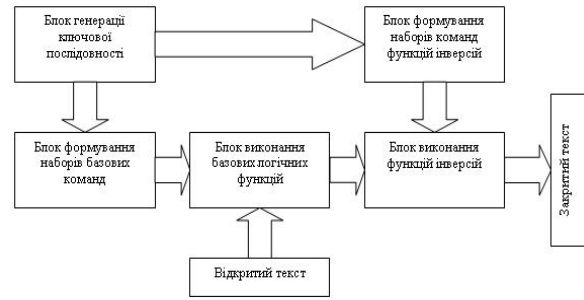 Блок генерації
ключової
послідовності
Блок формування
наборів команд
функцій інверсій
Блок формування
наборів базових
команд
Блок виконання
базових логічних
функцій
Блок виконання
функцій інверсій
Закритий текст
Відкритий текст